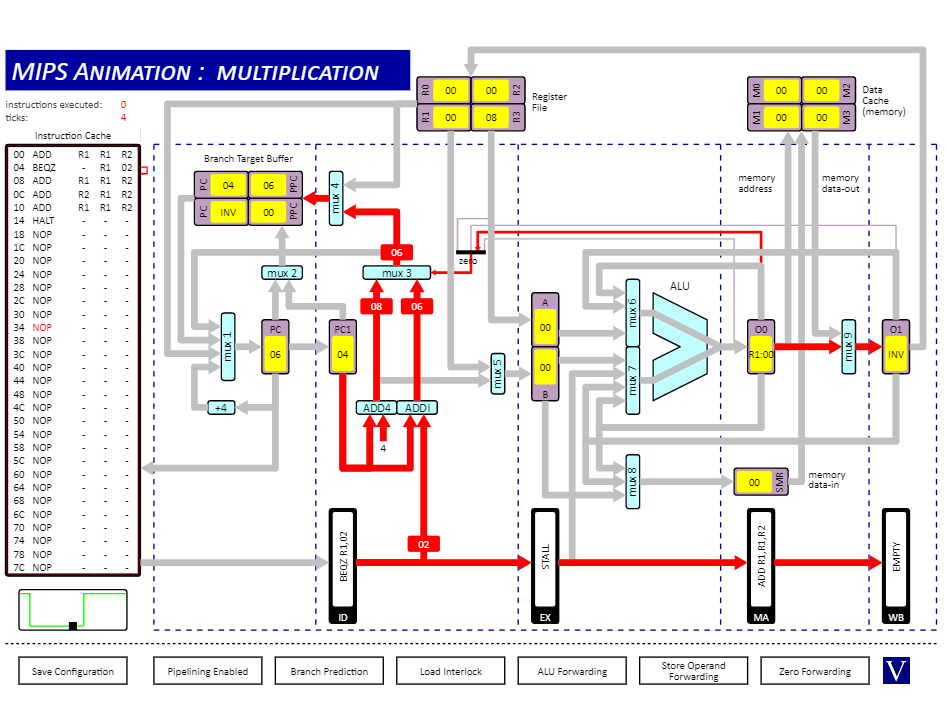 MIPS ANIMATION : MULTIPLICATION
instructions executed: 0
ticks: 4
Instruction Cache
00 ADD R1 R1 R2
04 BEQZ - R1 02
08 ADD R1 R1 R2
0C ADD R2 R1 R2
10 ADD R1 R1 R2
14 HALT - - -
18 NOP - - -
1C NOP - - -
20 NOP - - -
24 NOP - - -
28 NOP - - -
2C NOP - - -
30 NOP - - -
34 NOP - - -
38 NOP - - -
3C NOP - - -
40 NOP - - -
44 NOP - - -
48 NOP - - -
4C NOP - - -
50 NOP - - -
54 NOP - - -
58 NOP - - -
5C NOP - - -
60 NOP - - -
64 NOP - - -
68 NOP - - -
6C NOP - - -
70 NOP - - -
74 NOP - - -
78 NOP - - -
7C NOP - - -
R0 00 00 R2
R1 00 08 R3
Register
File
M0 00 00 M2
M1 00 00 M3
Data
Cache
(memory)
Branch Target Buffer
PC 04 06 PPC
PC INV 00 PPC
mux 4
memory
address
memory
data-out
06
zero
mux 2
mux 3
08
06
mux 1
PC
06
PC1
04
+4
ADD4
ADDi
4
mux 5
A
00
00
B
mux 6
mux 7
ALU
O0
R1:00
mux 9
O1
INV
mux 8
00 SMR
memory
data-in
02
BEQZ R1,02
ID
STALL
EX
ADD R1,R1,R2
MA
EMPTY
WB
Save Configuration
Pipelining Enabled
Branch Prediction
Load Interlock
ALU Forwarding
Store Operand
Forwarding
Zero Forwarding
V